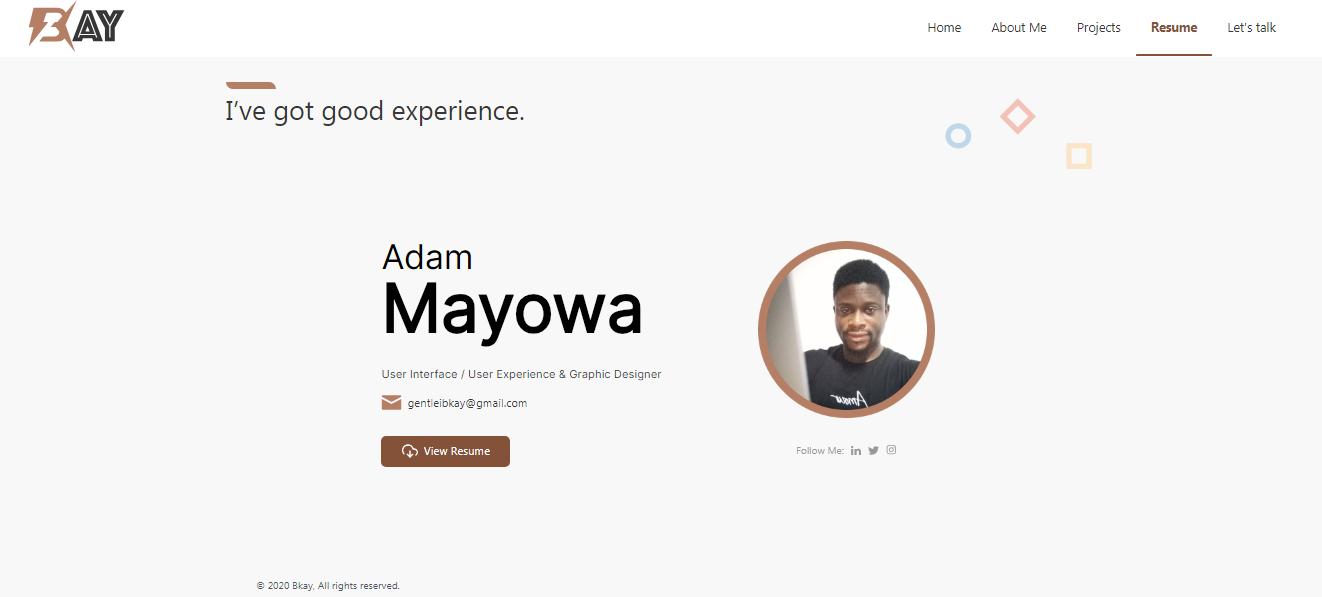 BKAY
Home About Me Projects Resume Let's talk
I’ve got good experience.
Adam
Mayowa
User Interface / User Experience & Graphic Designer
gentleibkay@gmail.com
View Resume
Follow Me:
© 2020 Bkay, All rights reserved.